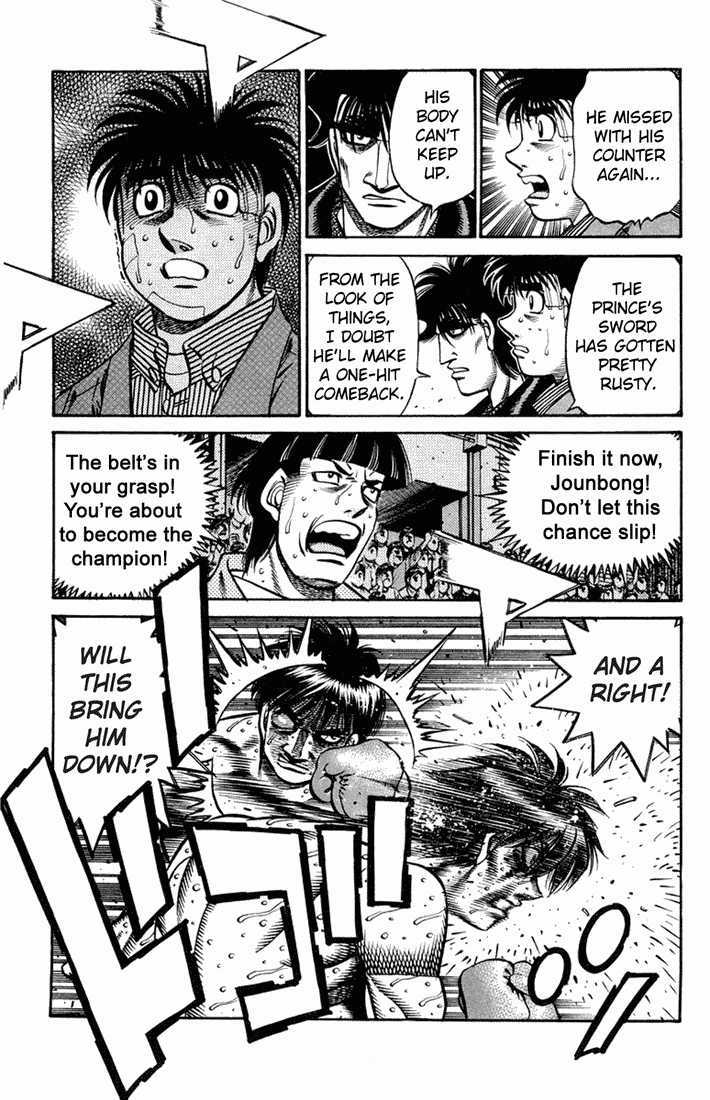 HE MISSED
WITH HIS
COUNTER
AGAIN...
HIS
BODY
CAN'T
KEEP
UP.
THE
PRINCE'S
SWORD
HAS GOTTEN
PRETTY
RUSTY.
FROM THE
LOOK OF
THINGS,
I DOUBT
HE'LL MAKE
A ONE-HIT
COMEBACK.
Finish it now,
Jounbong!
Don't let this
chance slip!
The belt's in
your grasp!
You're about
to become the
champion!
AND A
RIGHT!
WILL
THIS
BRING
HIM
DOWN!?
ドゴッ